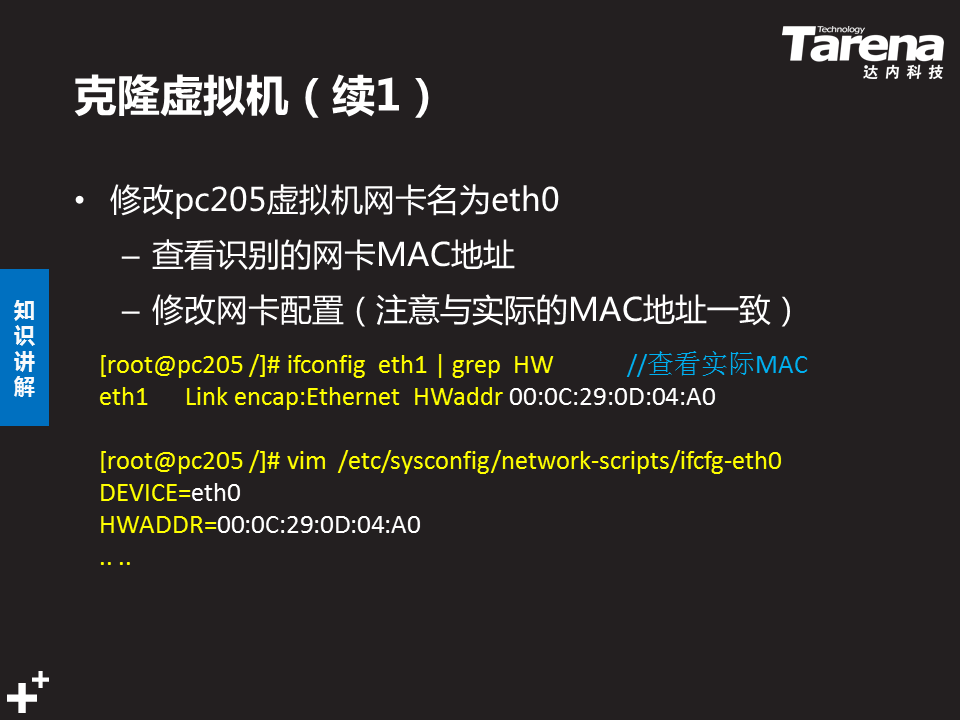 Technology
Tarena
达内科技
克隆虚拟机（续1）
• 修改pc205虚拟机网卡名为eth0
– 查看识别的网卡MAC地址
– 修改网卡配置（注意与实际的MAC地址一致）
知识讲解
[root@pc205 /]# ifconfig eth1 | grep HW //查看实际MAC
eth1 Link encap:Ethernet HWaddr 00:0C:29:0D:04:A0
[root@pc205 /]# vim /etc/sysconfig/network-scripts/ifcfg-eth0
DEVICE=eth0
HWADDR=00:0C:29:0D:04:A0
.. ..